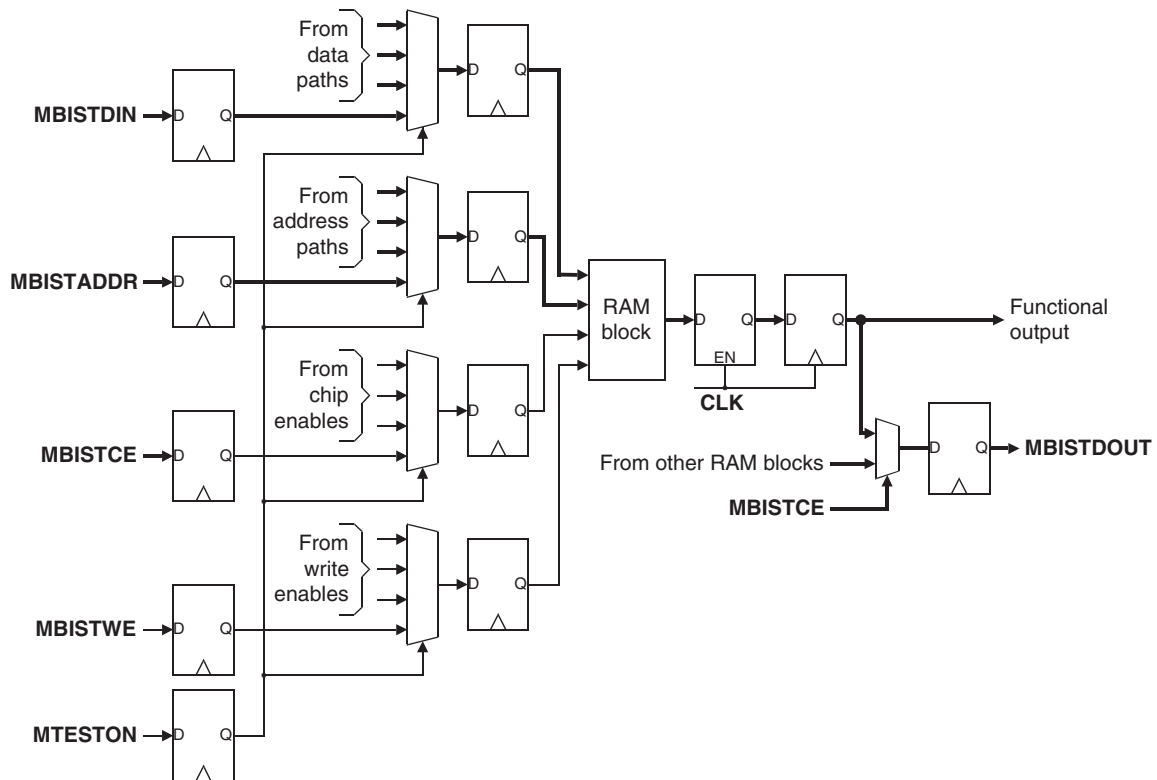 From
data
paths
D Q
MBISTDIN
D Q
From
address
paths
D Q
MBISTADDR
D Q
RAM
block
D Q
EN
D Q
Functional
output
CLK
From
chip
enables
D Q
MBISTCE
D Q
From other RAM blocks
MBISTCE
D Q
MBISTDOUT
From
write
enables
D Q
MBISTWE
D Q
MTESTON
D Q